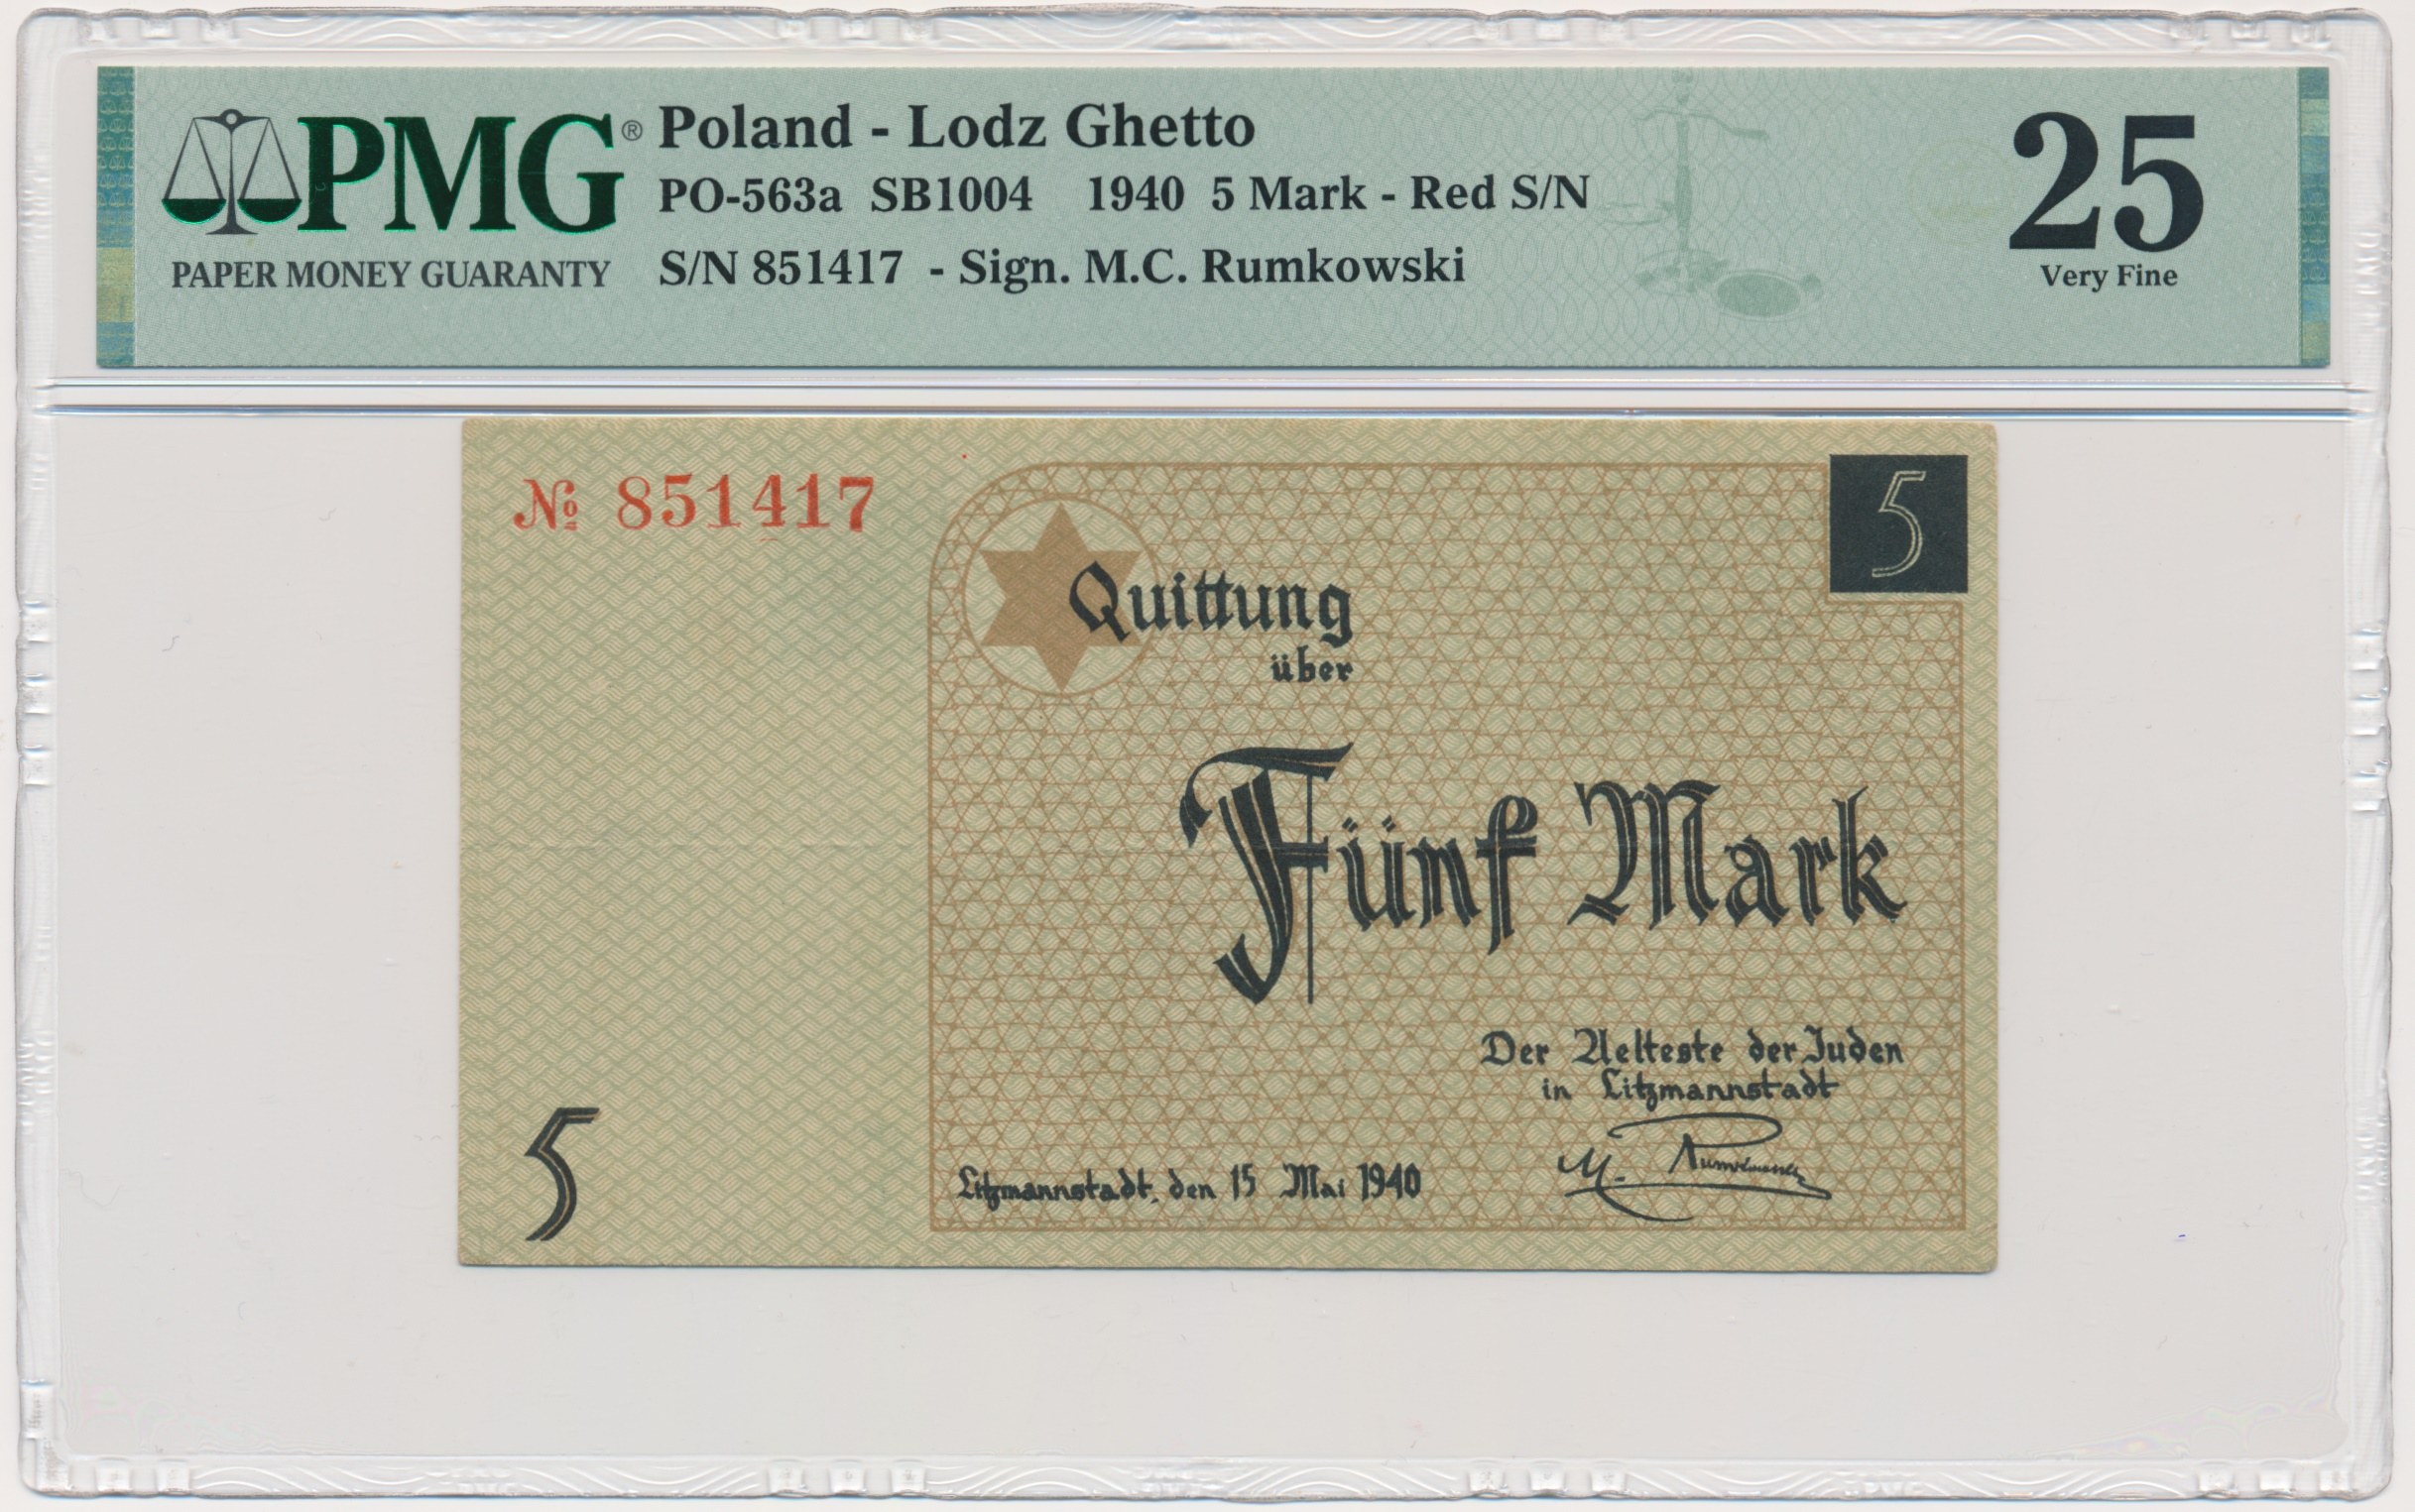 PMG® Poland - Lodz Ghetto
PO-563a SB1004 1940 5 Mark - Red S/N
PAPER MONEY GUARANTY S/N 851417 - Sign. M.C. Rumkowski
25
Very Fine
№ 851417
5
Quittung
über
Fünf Mark
Der Aelteste der Juden
in Litzmannstadt
5
Litzmannstadt, den 15 Mai 1940
M. Rumkowski